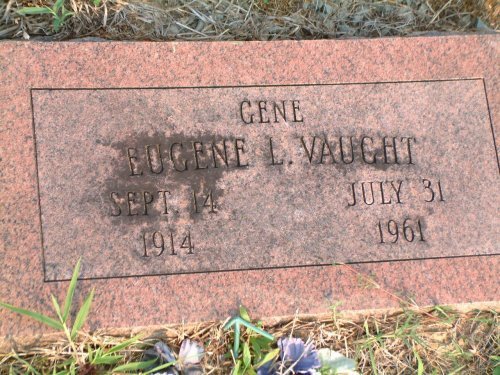 GENE
EUGENE L. VAUGHT
SEPT. 14 JULY 31
1914 1961